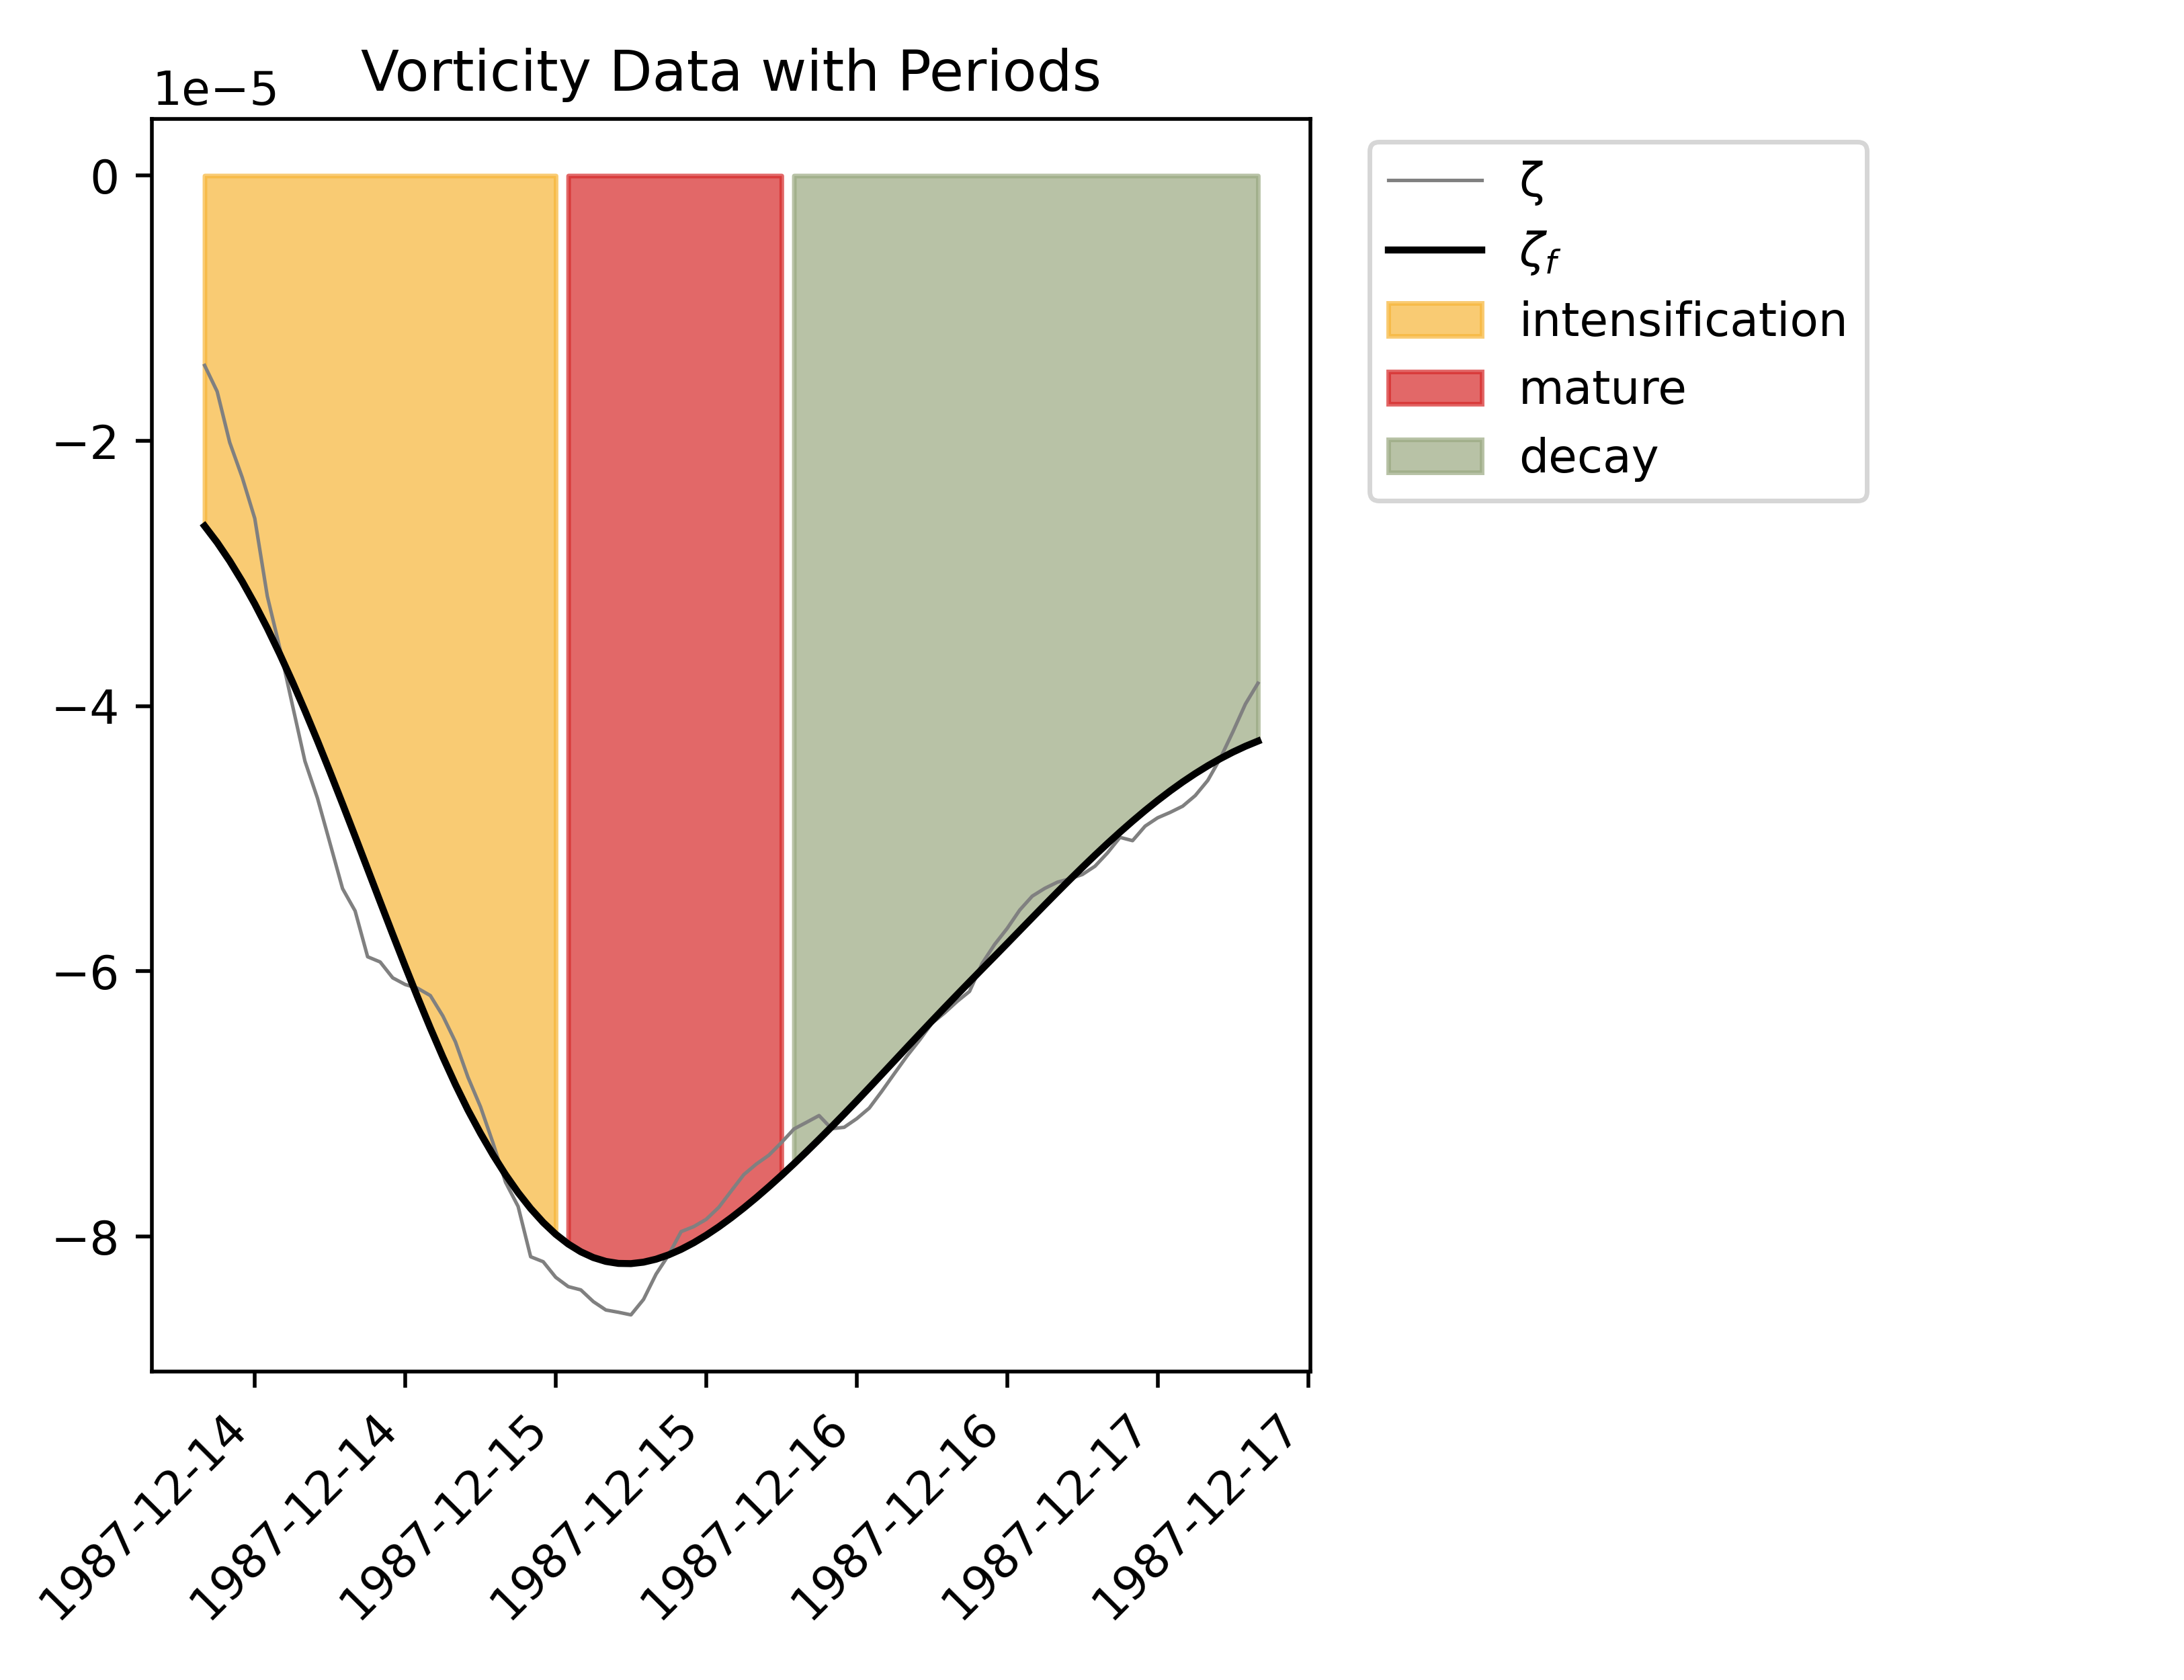 Vorticity Data with Periods
1e−5
0
−2
−4
−6
−8
1987-12-14
1987-12-14
1987-12-15
1987-12-15
1987-12-16
1987-12-16
1987-12-17
1987-12-17
ζ
ζf
intensification
mature
decay